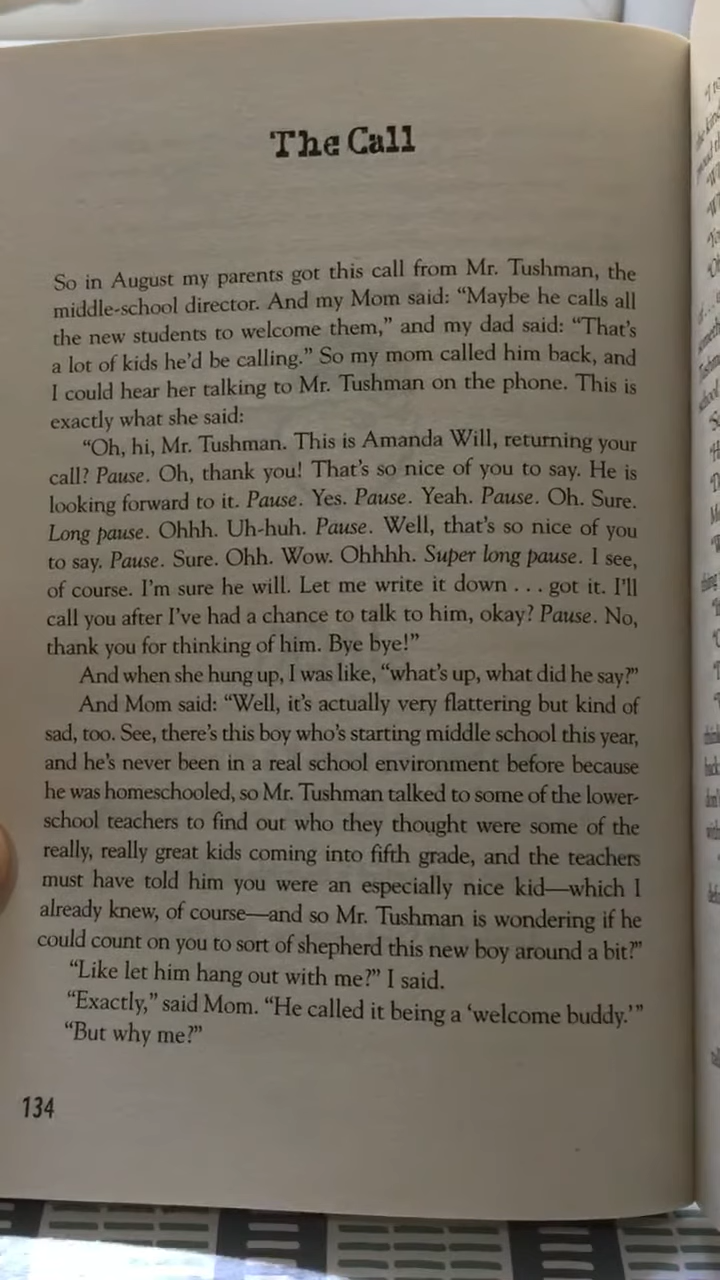 The Call
So in August my parents got this call from Mr. Tushman, the
middle-school director. And my Mom said: “Maybe he calls all
the new students to welcome them,” and my dad said: “That’s
a lot of kids he’d be calling.” So my mom called him back, and
I could hear her talking to Mr. Tushman on the phone. This is
exactly what she said:
“Oh, hi, Mr. Tushman. This is Amanda Will, returning your
call? Pause. Oh, thank you! That’s so nice of you to say. He is
looking forward to it. Pause. Yes. Pause. Yeah. Pause. Oh. Sure.
Long pause. Ohhh. Uh-huh. Pause. Well, that’s so nice of you
to say. Pause. Sure. Ohh. Wow. Ohhhh. Super long pause. I see,
of course. I’m sure he will. Let me write it down . . . got it. I’ll
call you after I’ve had a chance to talk to him, okay? Pause. No,
thank you for thinking of him. Bye bye!”
And when she hung up, I was like, “what’s up, what did he say?”
And Mom said: “Well, it’s actually very flattering but kind of
sad, too. See, there’s this boy who’s starting middle school this year,
and he’s never been in a real school environment before because
he was homeschooled, so Mr. Tushman talked to some of the lower-
school teachers to find out who they thought were some of the
really, really great kids coming into fifth grade, and the teachers
must have told him you were an especially nice kid—which I
already knew, of course—and so Mr. Tushman is wondering if he
could count on you to sort of shepherd this new boy around a bit?”
“Like let him hang out with me?” I said.
“Exactly,” said Mom. “He called it being a ‘welcome buddy.’”
“But why me?”
134